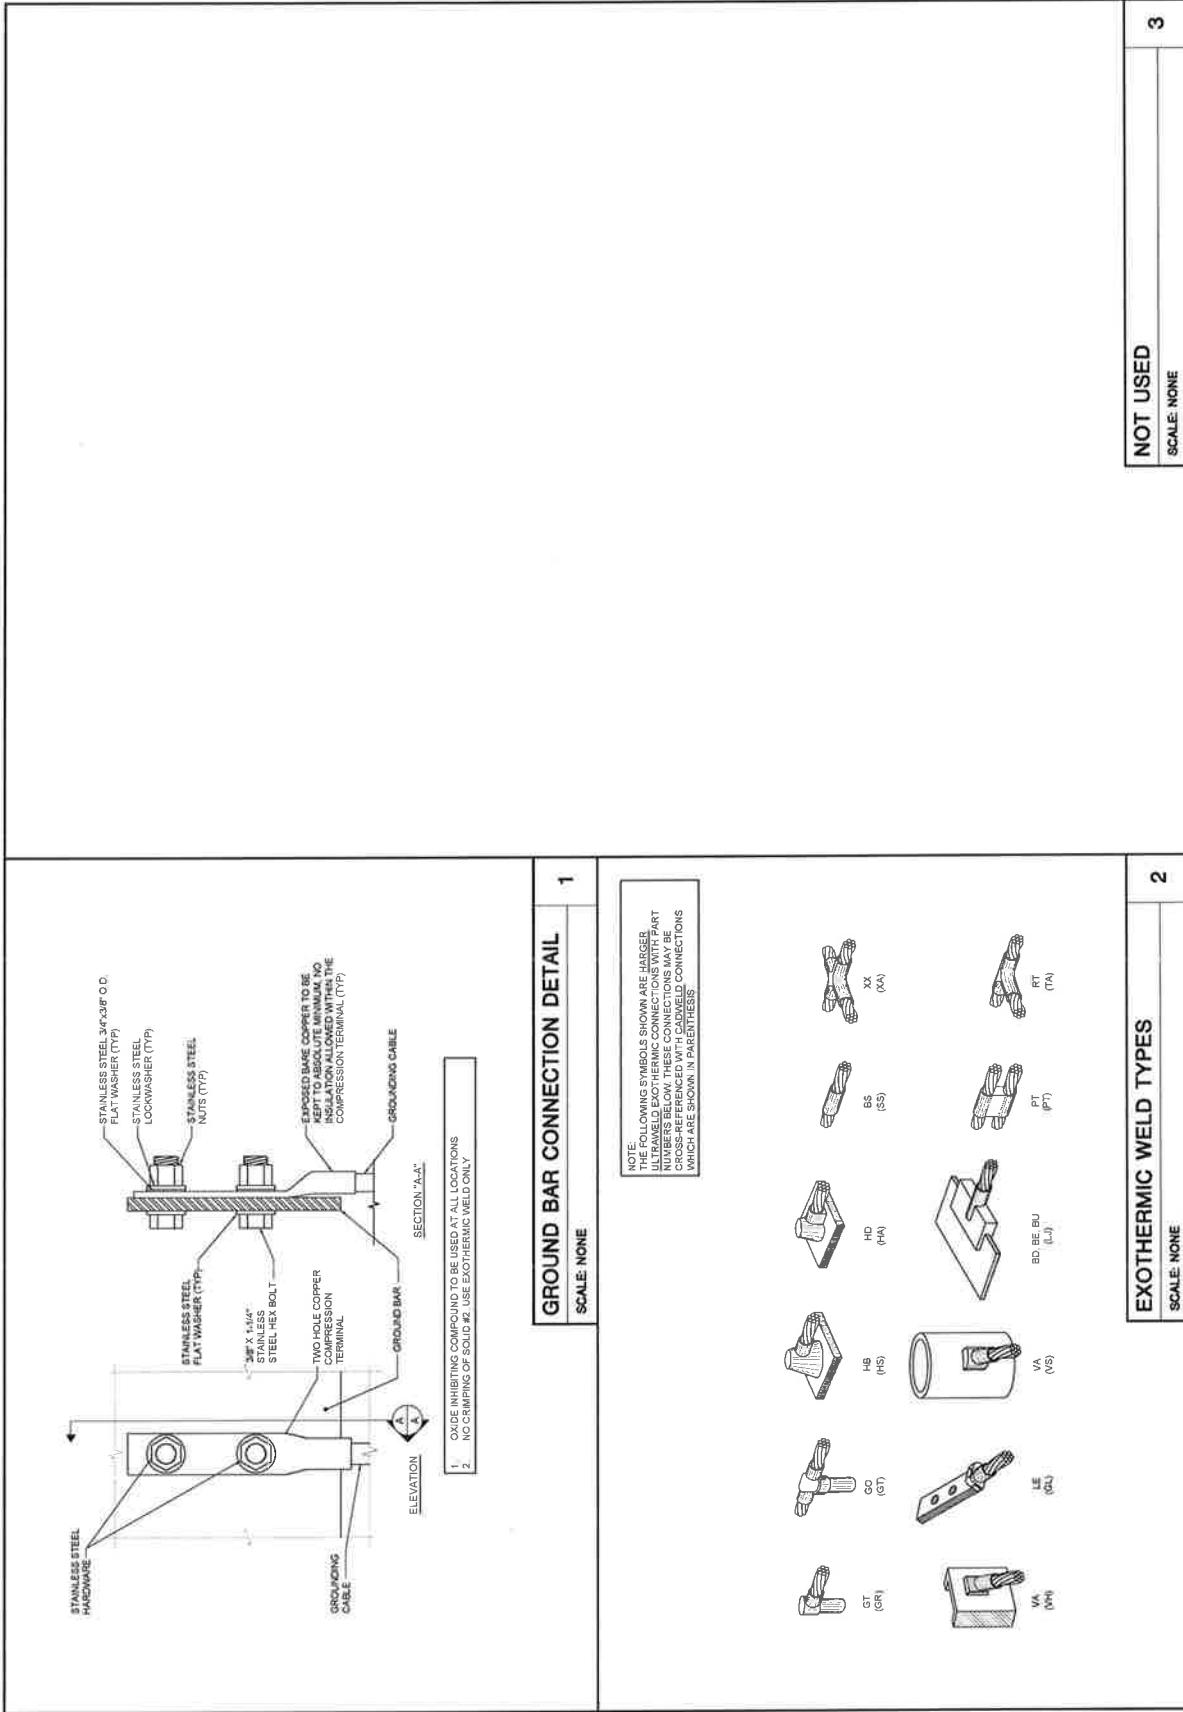 STAINLESS STEEL
HARDWARE
GROUNDING
CABLE
ELEVATION
A
A
STAINLESS STEEL
FLAT WASHER (TYP)
3/8" X 1-1/4"
STAINLESS
STEEL HEX BOLT
TWO HOLE COPPER
COMPRESSION
TERMINAL
GROUND BAR
SECTION "A-A"
STAINLESS STEEL 3/4"x3/8" O.D.
FLAT WASHER (TYP)
STAINLESS STEEL
LOCKWASHER (TYP)
STAINLESS STEEL
NUTS (TYP)
EXPOSED BARE COPPER TO BE
KEPT TO ABSOLUTE MINIMUM, NO
INSULATION ALLOWED WITHIN THE
COMPRESSION TERMINAL (TYP)
GROUNDING CABLE
1. OXIDE INHIBITING COMPOUND TO BE USED AT ALL LOCATIONS
2. NO CRIMPING OF SOLID #2. USE EXOTHERMIC WELD ONLY
GROUND BAR CONNECTION DETAIL
1
SCALE: NONE
NOTE:
THE FOLLOWING SYMBOLS SHOWN ARE HARGER
ULTRAWELD EXOTHERMIC CONNECTIONS WITH PART
NUMBERS BELOW. THESE CONNECTIONS MAY BE
CROSS-REFERENCED WITH CADWELD CONNECTIONS
WHICH ARE SHOWN IN PARENTHESIS
GT
(GR)
GO
(GT)
HB
(HS)
HD
(HA)
BS
(SS)
XX
(XA)
VA
(VH)
LE
(GL)
VA
(VS)
BD, BE, BU
(LJ)
PT
(PT)
RT
(TA)
EXOTHERMIC WELD TYPES
2
SCALE: NONE
NOT USED
3
SCALE: NONE